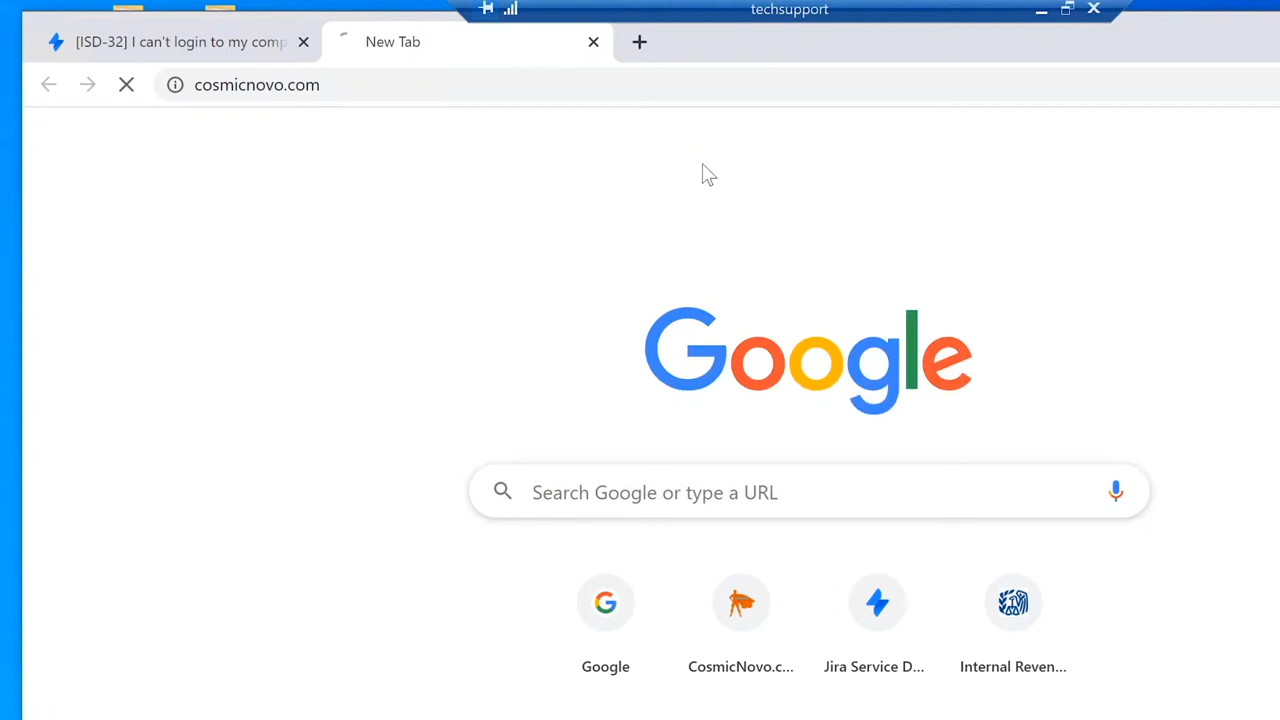 techsupport
[ISD-32] I can't login to my comp
New Tab
cosmicnovo.com
Google
Search Google or type a URL
Google
CosmicNovo.c...
Jira Service D...
Internal Reven...